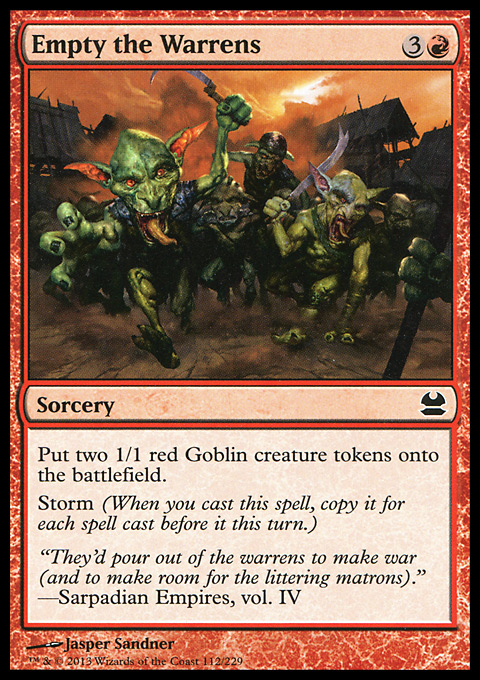 Empty the Warrens 3
Sorcery
Put two 1/1 red Goblin creature tokens onto
the battlefield.
Storm (When you cast this spell, copy it for
each spell cast before it this turn.)
“They’d pour out of the warrens to make war
(and to make room for the littering matrons).”
—Sarpadian Empires, vol. IV
Jasper Sandner
™ & © 2013 Wizards of the Coast 112/229